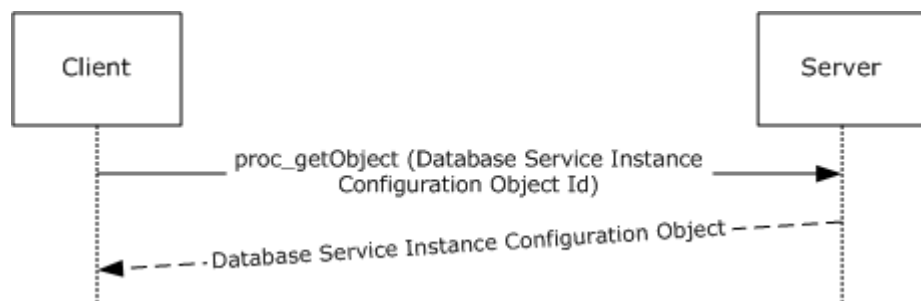 Client
Server
proc_getObject (Database Service Instance
Configuration Object Id)
Database Service Instance Configuration Object